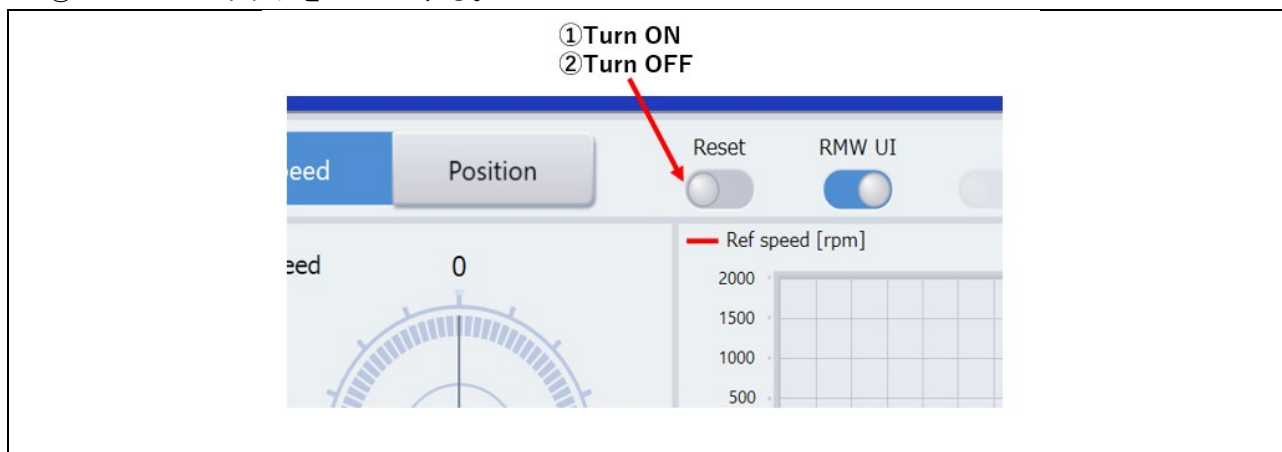 ①Turn ON
②Turn OFF
eed
Position
Reset
RMW UI
Ref speed [rpm]
eed
0
2000
1500
1000
500